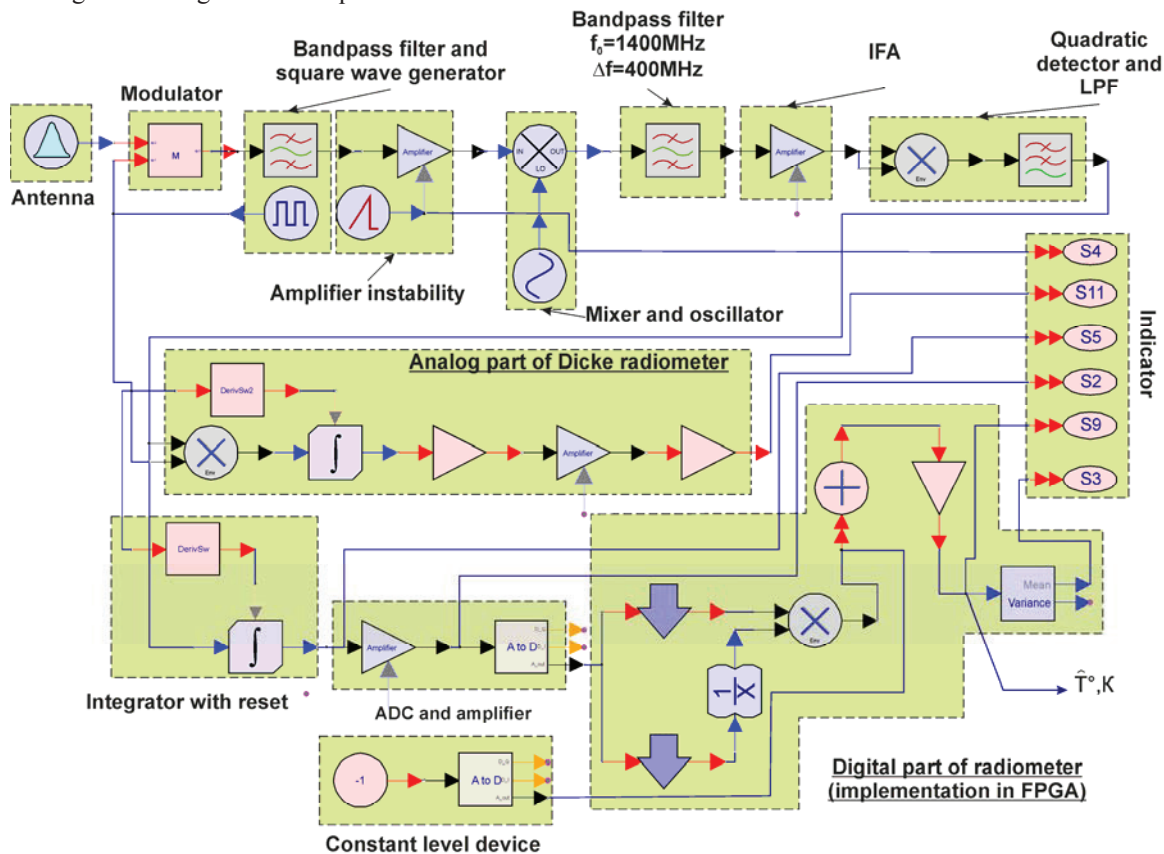 Bandpass filter
f₀=1400MHz
Δf=400MHz
Bandpass filter and
square wave generator
IFA
Quadratic
detector and
LPF
Modulator
M
Amplifier
IN
OUT
LO
Amplifier
Env
Antenna
Amplifier instability
Mixer and oscillator
S4
S11
S5
S2
S9
S3
Indicator
Analog part of Dicke radiometer
DerivSw2
Env
Amplifier
DerivSw
Integrator with reset
Amplifier
A to D
A_out
ADC and amplifier
Env
1
X
Mean
Variance
T̂°,K
-1
A to D
A_out
Constant level device
Digital part of radiometer
(implementation in FPGA)